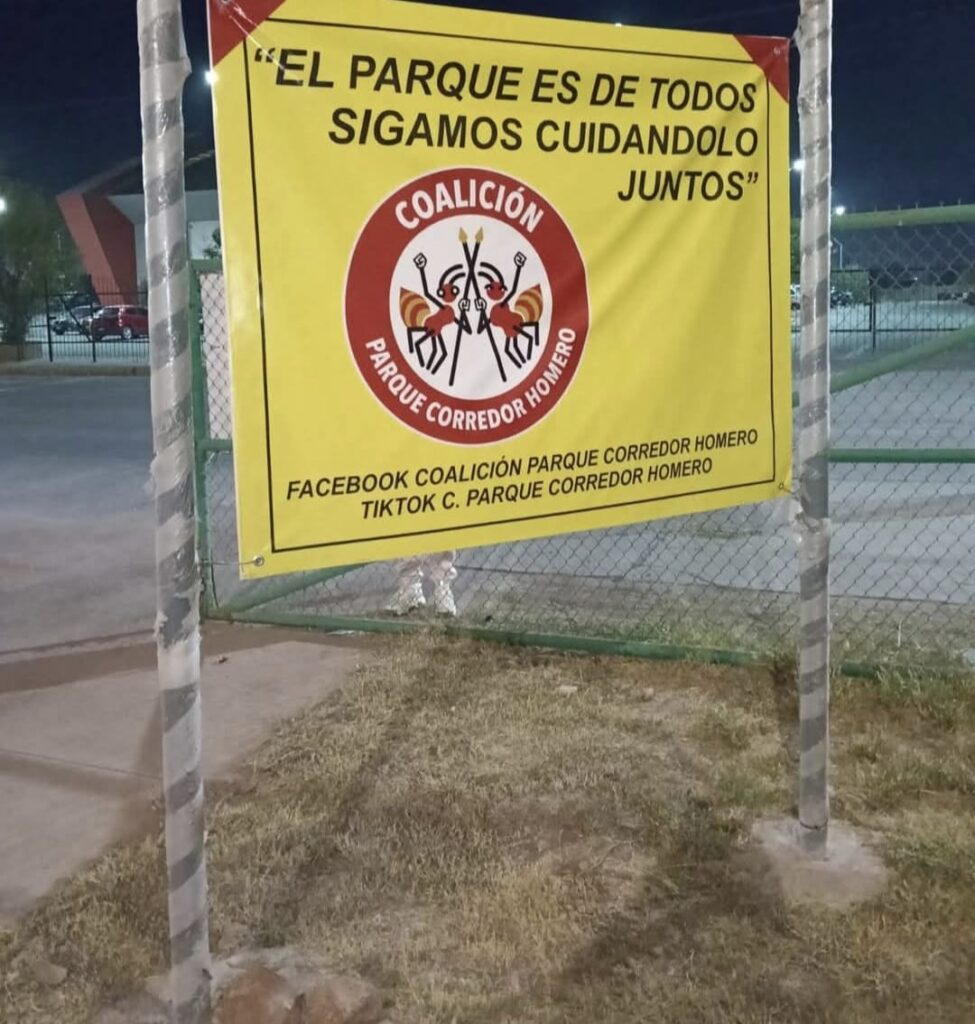 “EL PARQUE ES DE TODOS
SIGAMOS CUIDANDOLO
JUNTOS”
COALICIÓN
PARQUE CORREDOR HOMERO
FACEBOOK COALICIÓN PARQUE CORREDOR HOMERO
TIKTOK C. PARQUE CORREDOR HOMERO